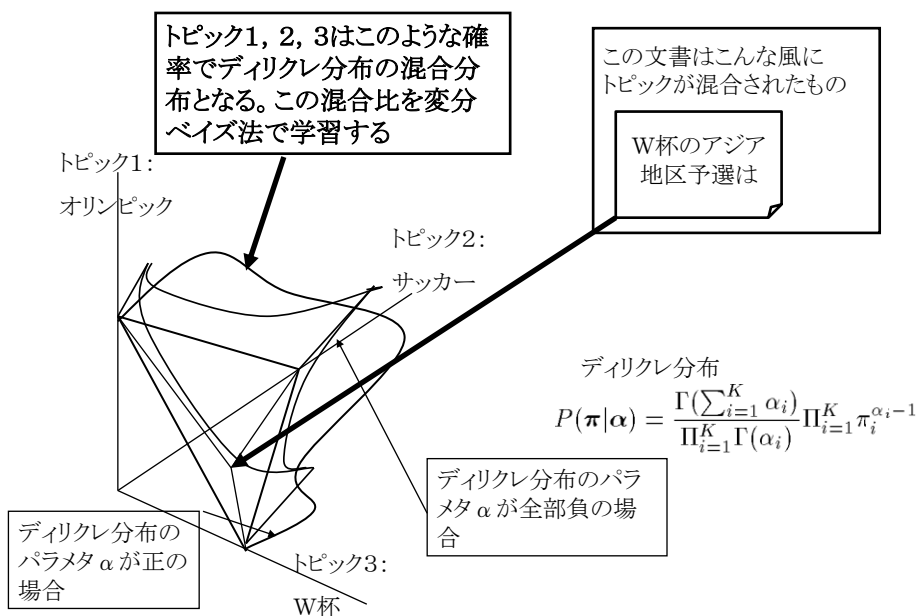 トピック1, 2, 3はこのような確
率でディリクレ分布の混合分
布となる。この混合比を変分
ベイズ法で学習する
この文書はこんな風に
トピックが混合されたもの
W杯のアジア
地区予選は
トピック1:
オリンピック
トピック2:
サッカー
ディリクレ分布
P(π|α) = \frac{Γ(\sum_{i=1}^{K} α_i)}{Π_{i=1}^{K} Γ(α_i)} Π_{i=1}^{K} π_i^{α_i-1}
ディリクレ分布のパラ
メタαが全部負の場
合
ディリクレ分布の
パラメタαが正の
場合
トピック3:
W杯